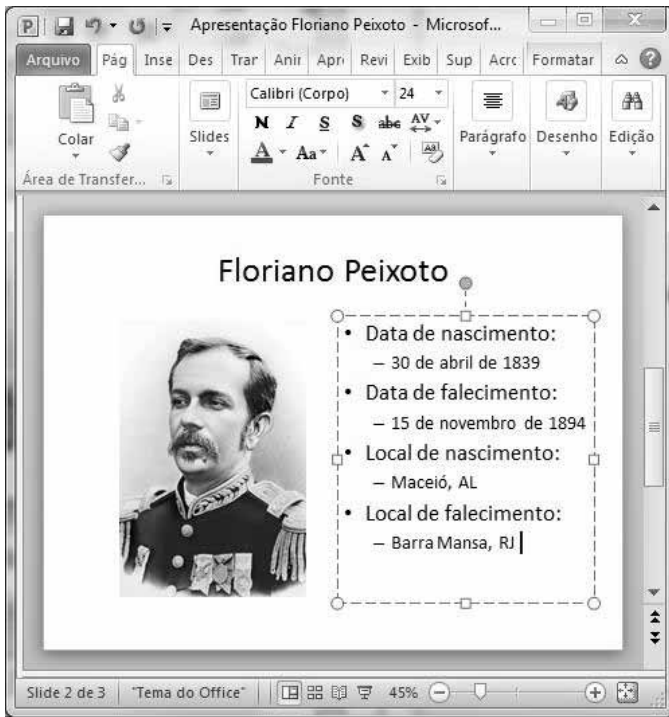 Apresentação Floriano Peixoto - Microsof...
Arquivo Pág Inse Des Tran Anir Apre Revi Exib Sup Acrc Formatar
Calibri (Corpo) 24
N I S S abc AV
A Aa A A
Colar Slides Parágrafo Desenho Edição
Área de Transfer... Fonte
Floriano Peixoto
• Data de nascimento:
– 30 de abril de 1839
• Data de falecimento:
– 15 de novembro de 1894
• Local de nascimento:
– Maceió, AL
• Local de falecimento:
– Barra Mansa, RJ
Slide 2 de 3 "Tema do Office" 45%